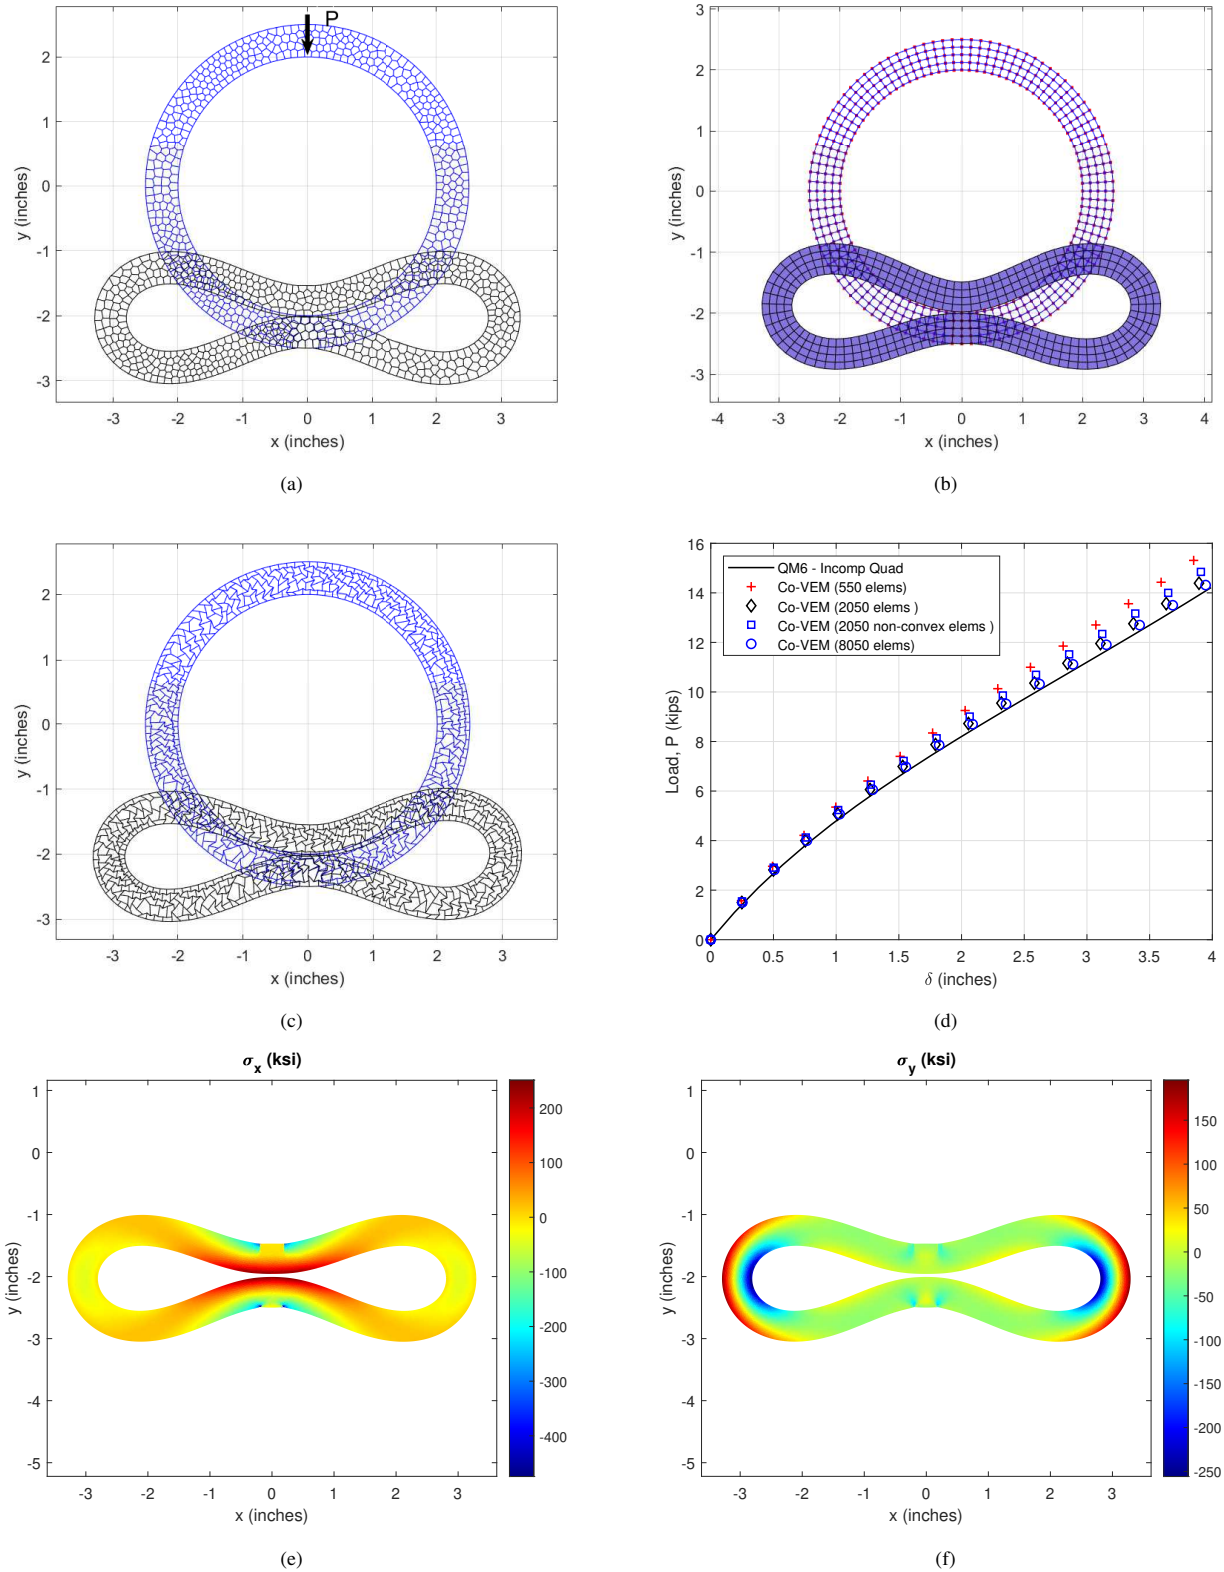 P
2
1
0
-1
-2
-3
y (inches)
-3 -2 -1 0 1 2 3
x (inches)
(a)
3
2
1
0
-1
-2
-3
y (inches)
-4 -3 -2 -1 0 1 2 3 4
x (inches)
(b)
2
1
0
-1
-2
-3
y (inches)
-3 -2 -1 0 1 2 3
x (inches)
(c)
16
14
12
10
8
6
4
2
0
Load, P (kips)
QM6 - Incomp Quad
Co-VEM (550 elems)
Co-VEM (2050 elems )
Co-VEM (2050 non-convex elems )
Co-VEM (8050 elems)
0 0.5 1 1.5 2 2.5 3 3.5 4
δ (inches)
(d)
σx (ksi)
1
0
-1
-2
-3
-4
-5
y (inches)
-3 -2 -1 0 1 2 3
x (inches)
200
100
0
-100
-200
-300
-400
(e)
σy (ksi)
1
0
-1
-2
-3
-4
-5
y (inches)
-3 -2 -1 0 1 2 3
x (inches)
150
100
50
0
-50
-100
-150
-200
-250
(f)